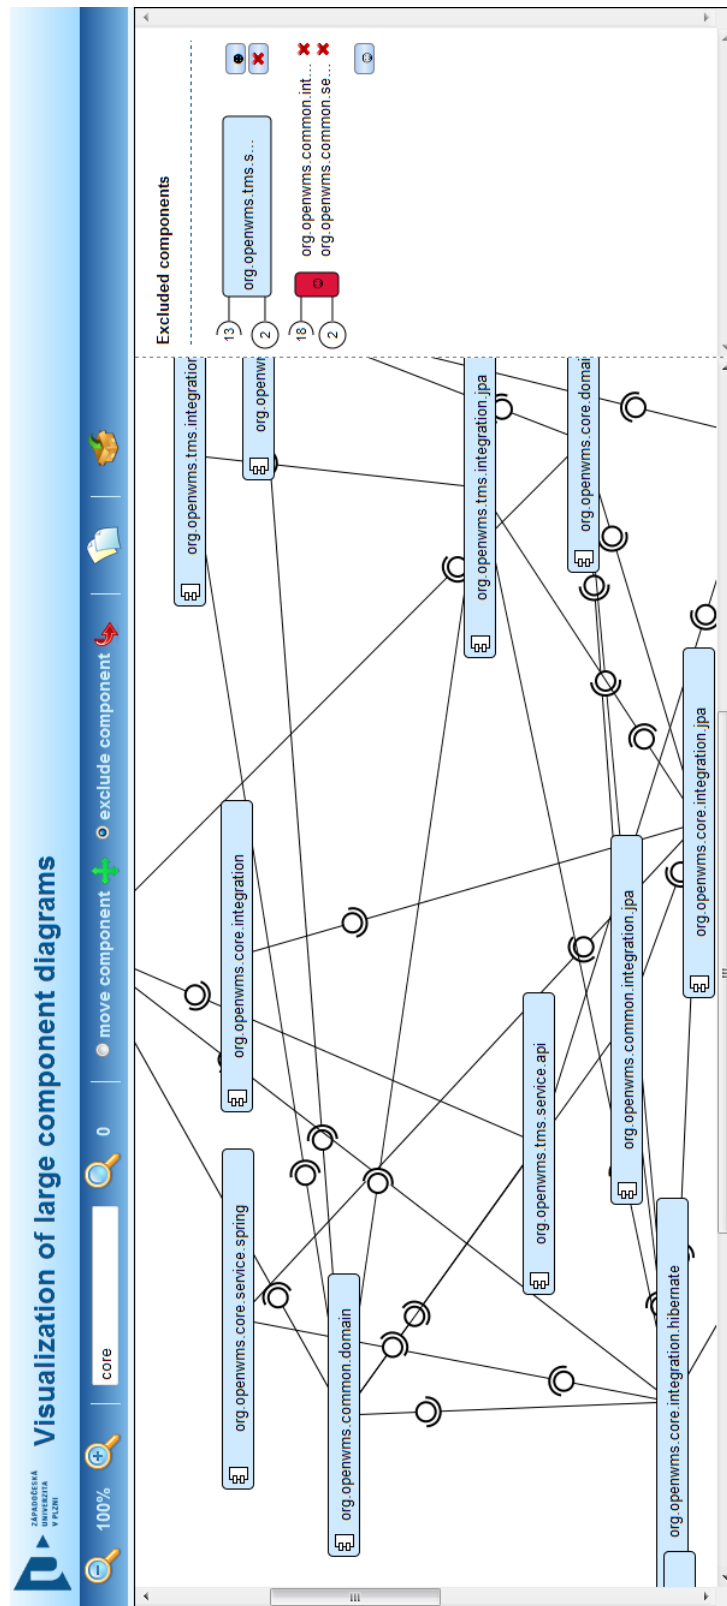 ZÁPADOČESKÁ
UNIVERZITA
V PLZNI
Visualization of large component diagrams
100%
core
0
move component
exclude component
Excluded components
org.openwms.tms.s...
13
2
org.openwms.common.int...
org.openwms.common.se...
18
2
org.openwms.tms.integration
org.openw
org.openwms.core.service.spring
org.openwms.core.integration
org.openwms.common.domain
org.openwms.tms.integration.jpa
org.openwms.tms.service.api
org.openwms.core.domai
org.openwms.common.integration.jpa
org.openwms.core.integration.hibernate
org.openwms.core.integration.jpa